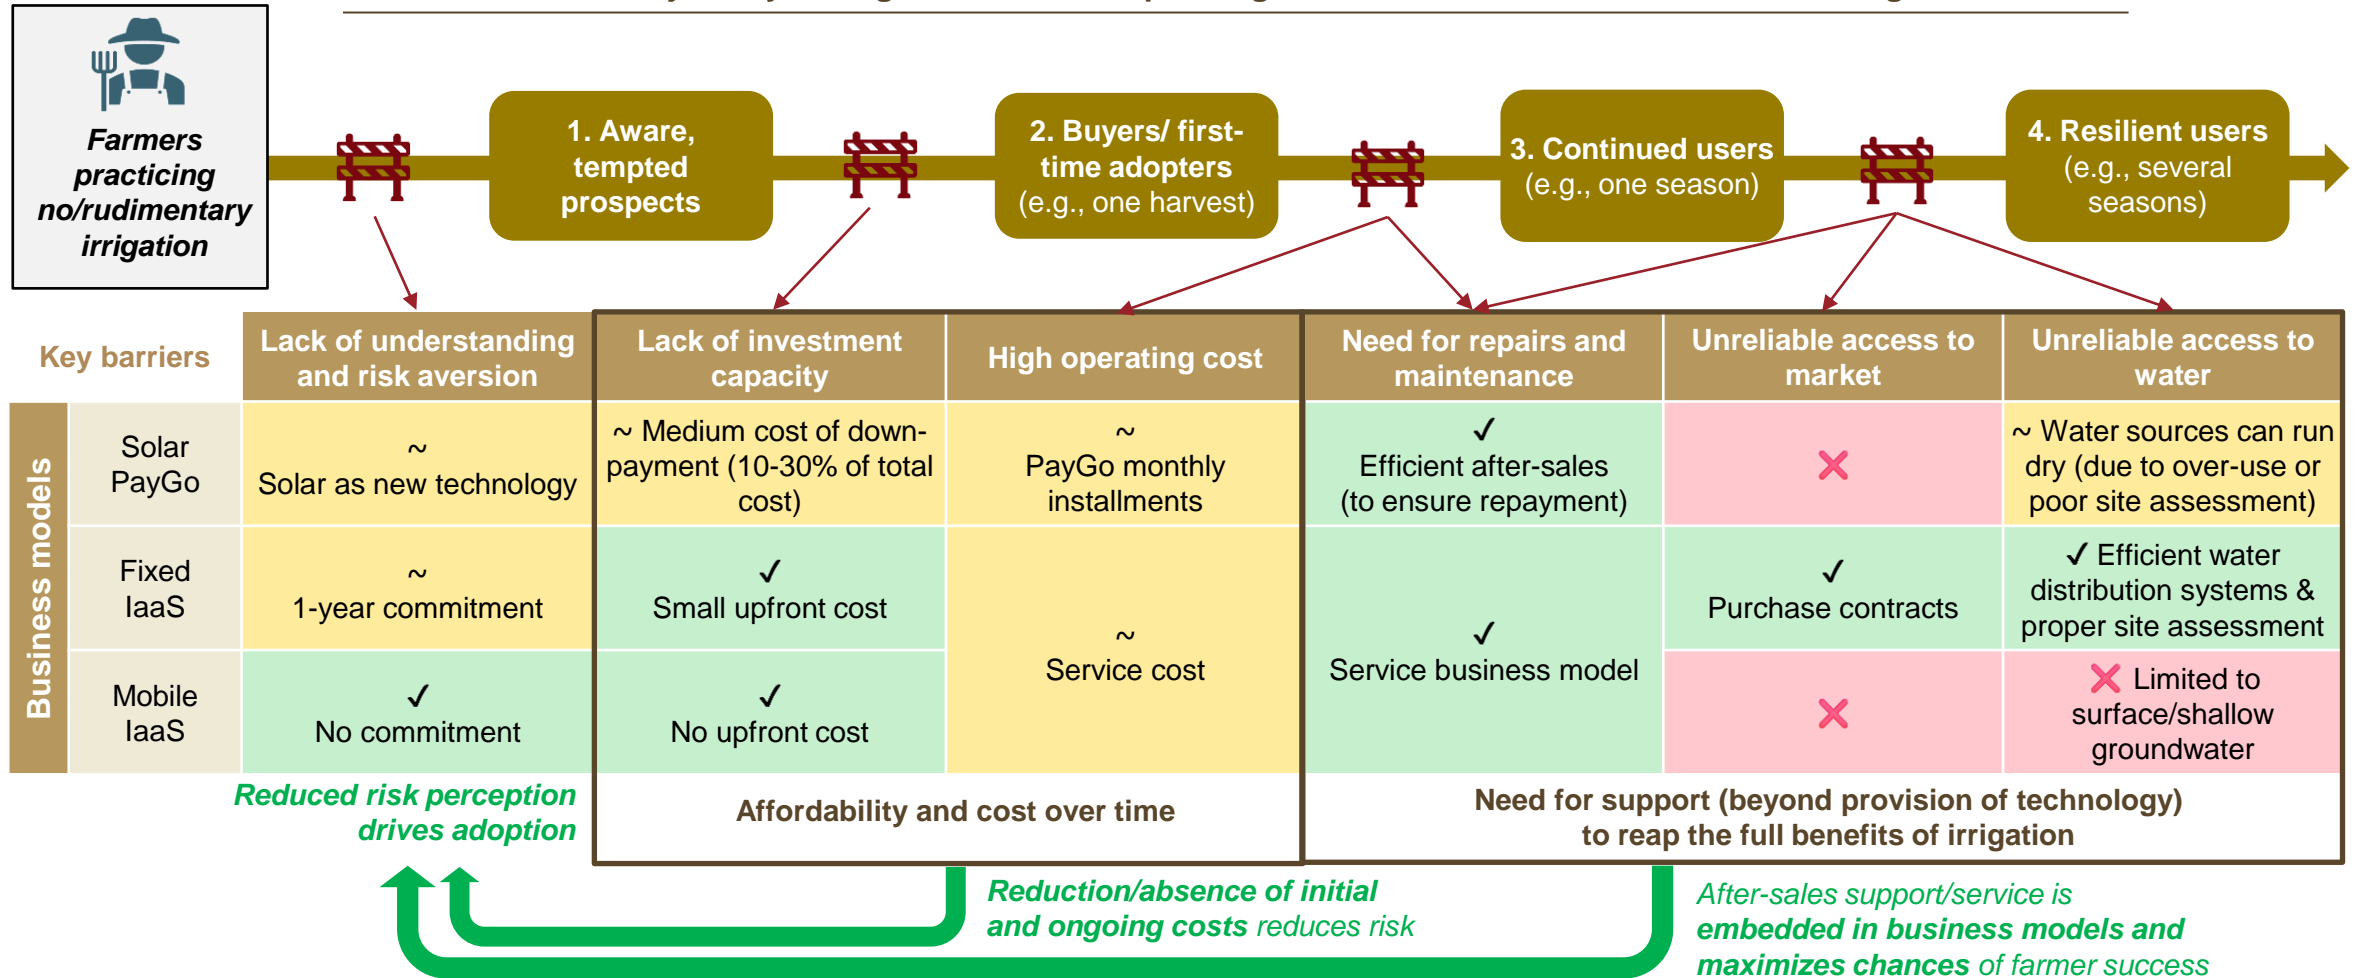 Farmers
practicing
no/rudimentary
irrigation
1. Aware,
tempted
prospects
2. Buyers/ first-
time adopters
(e.g., one harvest)
3. Continued users
(e.g., one season)
4. Resilient users
(e.g., several
seasons)
Key barriers
Lack of understanding
and risk aversion
Lack of investment
capacity
High operating cost
Need for repairs and
maintenance
Unreliable access to
market
Unreliable access to
water
Business models
Solar
PayGo
~
Solar as new technology
~ Medium cost of down-
payment (10-30% of total
cost)
~
PayGo monthly
installments
✓
Efficient after-sales
(to ensure repayment)
❌
~ Water sources can run
dry (due to over-use or
poor site assessment)
Fixed
IaaS
~
1-year commitment
✓
Small upfront cost
~
Service cost
✓
Service business model
✓
Purchase contracts
✓ Efficient water
distribution systems &
proper site assessment
Mobile
IaaS
✓
No commitment
✓
No upfront cost
❌
❌ Limited to
surface/shallow
groundwater
Reduced risk perception
drives adoption
Affordability and cost over time
Need for support (beyond provision of technology)
to reap the full benefits of irrigation
Reduction/absence of initial
and ongoing costs reduces risk
After-sales support/service is
embedded in business models and
maximizes chances of farmer success